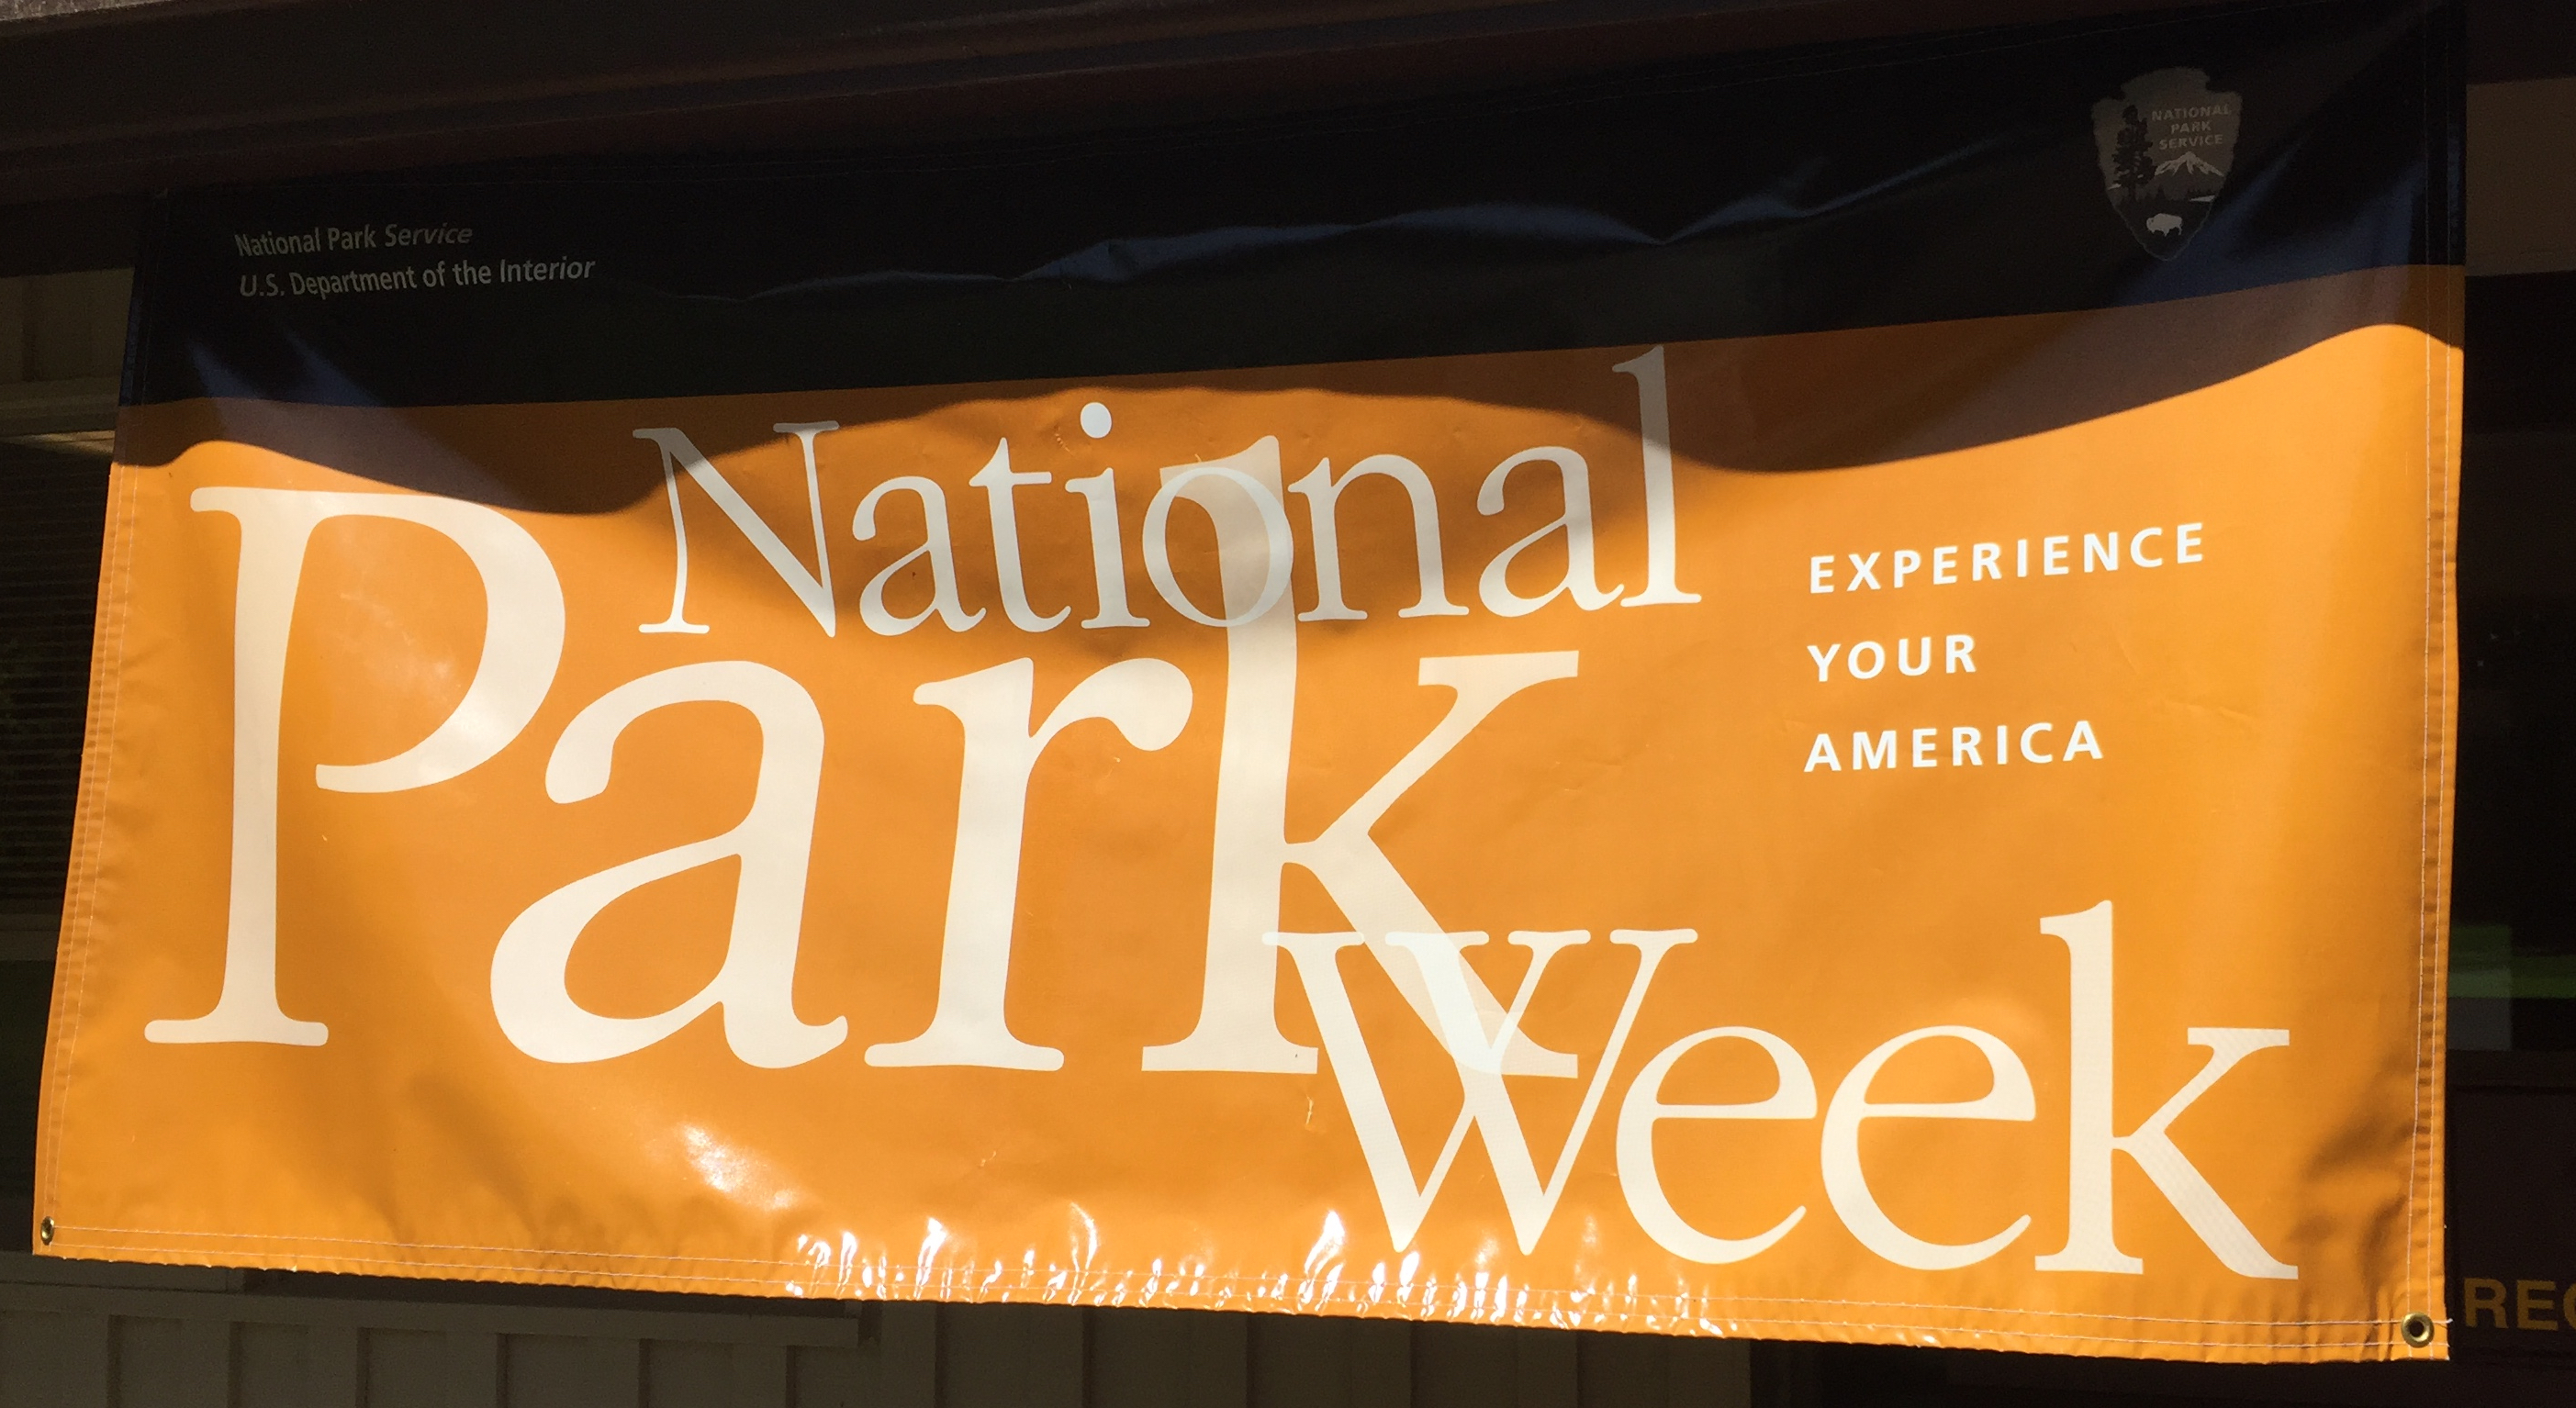 National Park Service
U.S. Department of the Interior
NATIONAL
PARK
SERVICE
National
Park
Week
EXPERIENCE
YOUR
AMERICA